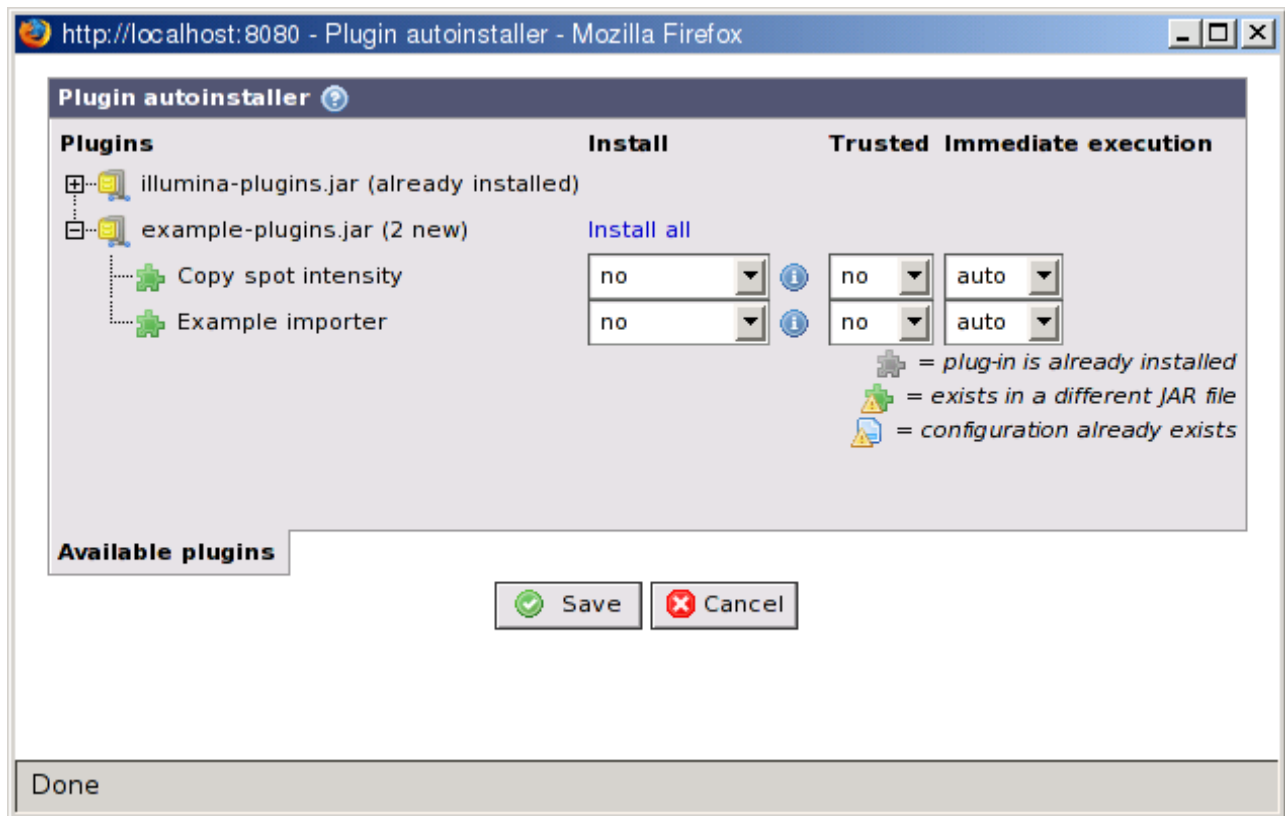 http://localhost:8080 - Plugin autoinstaller - Mozilla Firefox
Plugin autoinstaller
Plugins Install Trusted Immediate execution
illumina-plugins.jar (already installed)
example-plugins.jar (2 new) Install all
Copy spot intensity no no auto
Example importer no no auto
= plug-in is already installed
= exists in a different JAR file
= configuration already exists
Available plugins
Save Cancel
Done